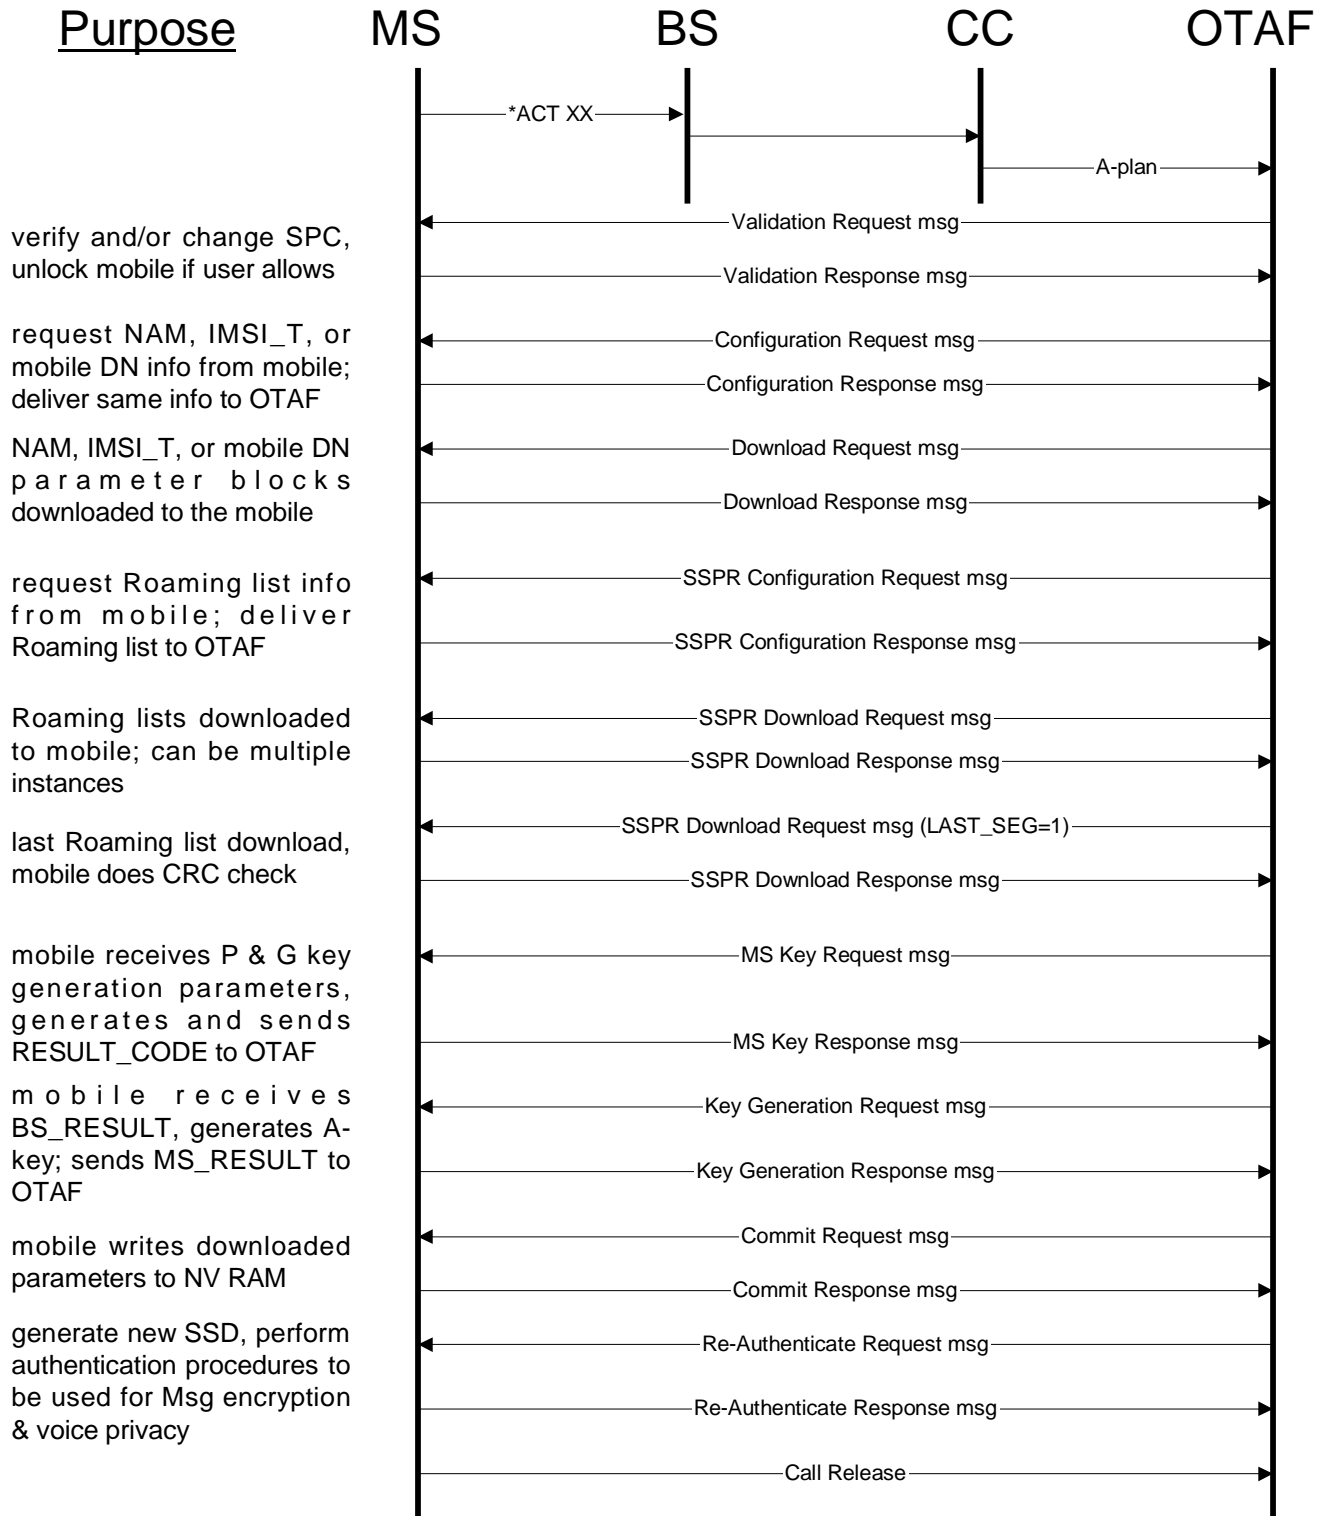 Purpose MS BS CC OTAF
*ACT XX
A-plan
Validation Request msg
verify and/or change SPC,
unlock mobile if user allows
Validation Response msg
request NAM, IMSI_T, or
mobile DN info from mobile;
deliver same info to OTAF
Configuration Request msg
Configuration Response msg
NAM, IMSI_T, or mobile DN
parameter blocks
downloaded to the mobile
Download Request msg
Download Response msg
request Roaming list info
from mobile; deliver
Roaming list to OTAF
SSPR Configuration Request msg
SSPR Configuration Response msg
Roaming lists downloaded
to mobile; can be multiple
instances
SSPR Download Request msg
SSPR Download Response msg
last Roaming list download,
mobile does CRC check
SSPR Download Request msg (LAST_SEG=1)
SSPR Download Response msg
mobile receives P & G key
generation parameters,
generates and sends
RESULT_CODE to OTAF
MS Key Request msg
MS Key Response msg
mobile receives
BS_RESULT, generates A-
key; sends MS_RESULT to
OTAF
Key Generation Request msg
Key Generation Response msg
mobile writes downloaded
parameters to NV RAM
Commit Request msg
Commit Response msg
generate new SSD, perform
authentication procedures to
be used for Msg encryption
& voice privacy
Re-Authenticate Request msg
Re-Authenticate Response msg
Call Release